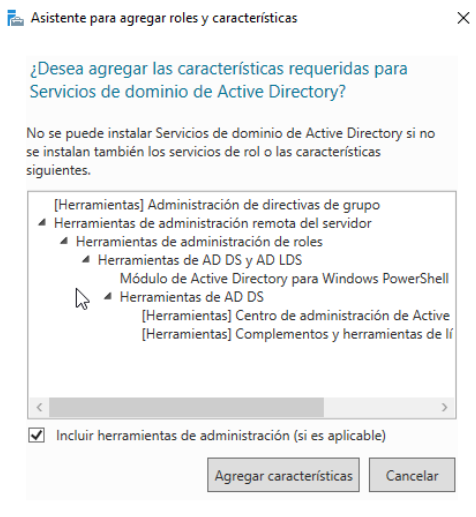 Asistente para agregar roles y características
¿Desea agregar las características requeridas para
Servicios de dominio de Active Directory?
No se puede instalar Servicios de dominio de Active Directory si no
se instalan también los servicios de rol o las características
siguientes.
[Herramientas] Administración de directivas de grupo
Herramientas de administración remota del servidor
Herramientas de administración de roles
Herramientas de AD DS y AD LDS
Módulo de Active Directory para Windows PowerShell
Herramientas de AD DS
[Herramientas] Centro de administración de Active
[Herramientas] Complementos y herramientas de lí
Incluir herramientas de administración (si es aplicable)
Agregar características
Cancelar